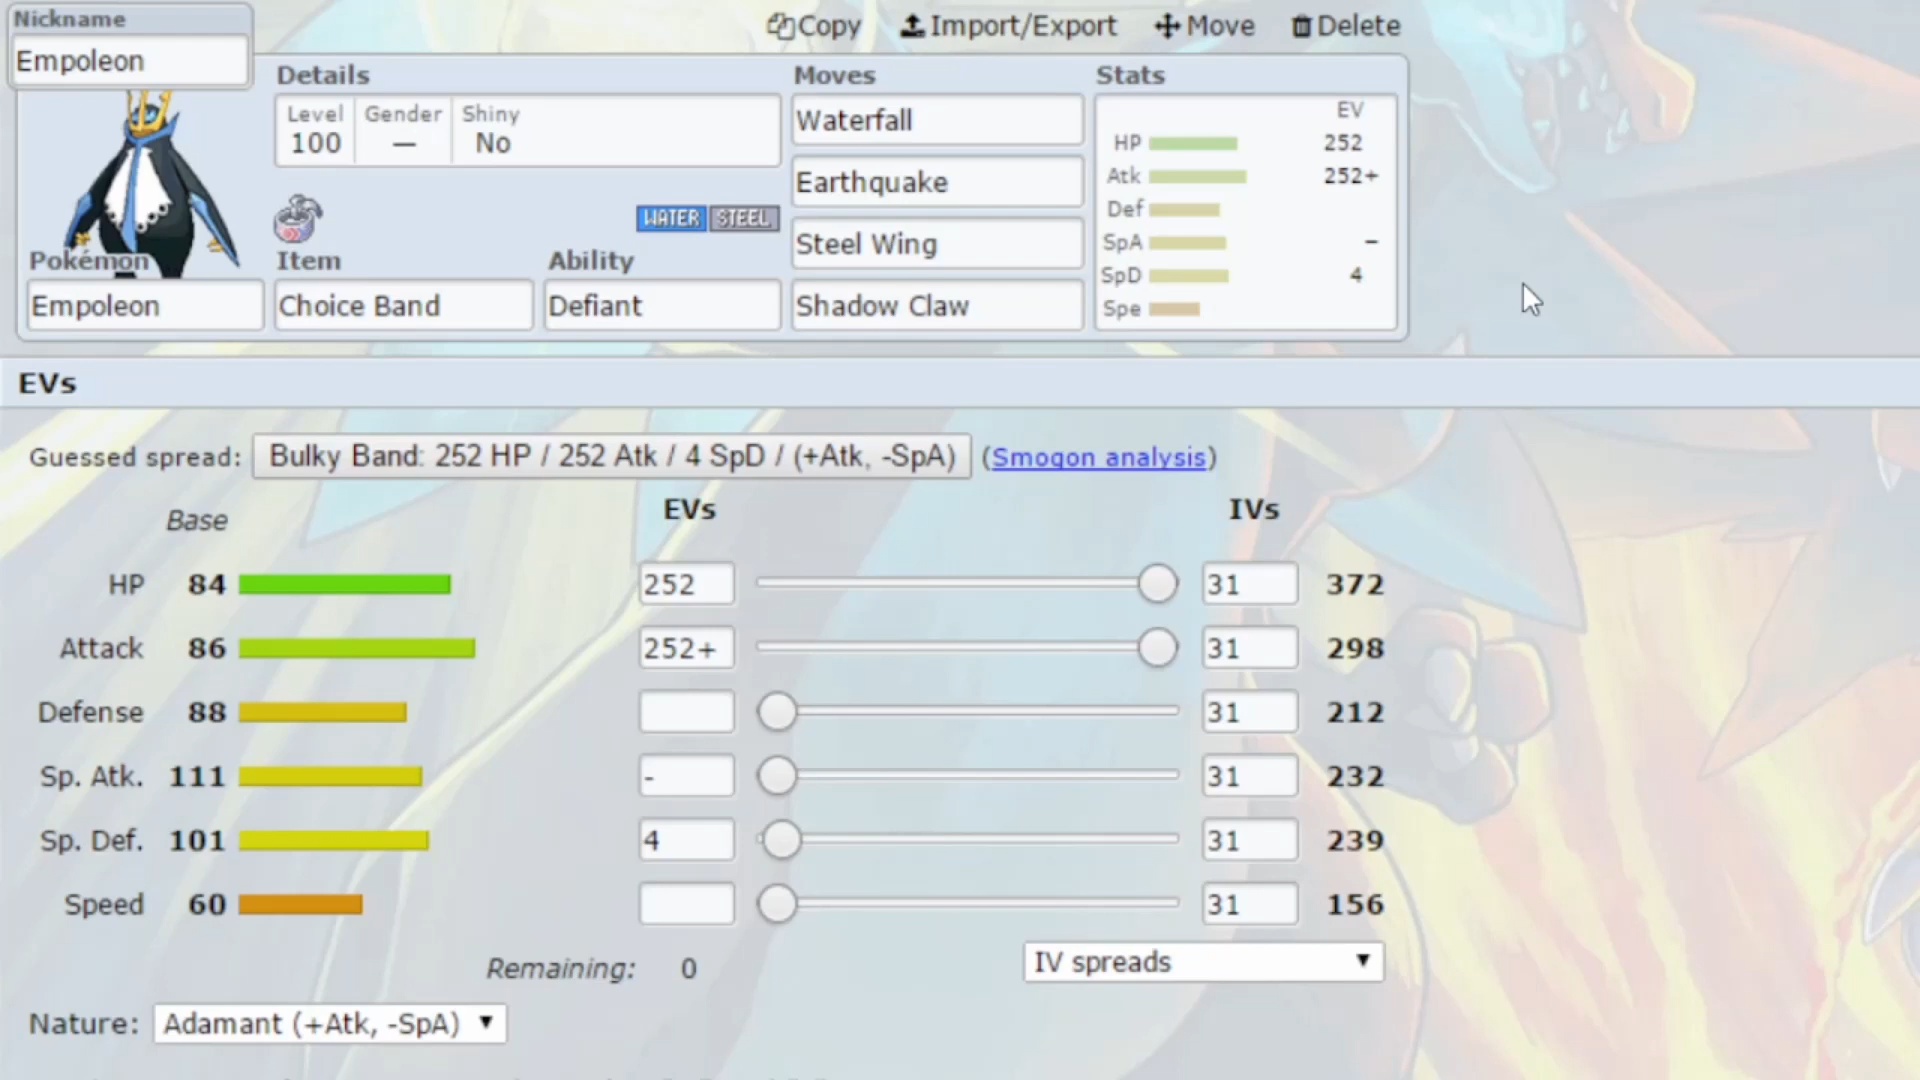 Nickname
Empoleon
Copy Import/Export Move Delete
Details
Level Gender Shiny
100 — No
WATER STEEL
Pokémon Item Ability
Empoleon Choice Band Defiant
Moves
Waterfall
Earthquake
Steel Wing
Shadow Claw
Stats
EV
HP 252
Atk 252+
Def
SpA –
SpD 4
Spe
EVs
Guessed spread: Bulky Band: 252 HP / 252 Atk / 4 SpD / (+Atk, -SpA) (Smogon analysis)
Base EVs IVs
HP 84 252 31 372
Attack 86 252+ 31 298
Defense 88 31 212
Sp. Atk. 111 - 31 232
Sp. Def. 101 4 31 239
Speed 60 31 156
Remaining: 0 IV spreads
Nature: Adamant (+Atk, -SpA)